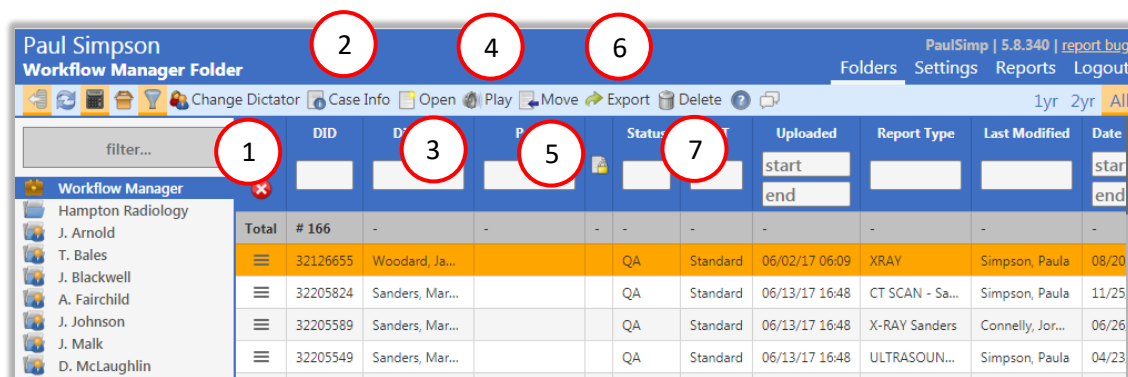 2
4
6
Paul Simpson
Workflow Manager Folder
PaulSimp | 5.8.340 | report bug
Folders Settings Reports Logout
Change Dictator Case Info Open Play Move Export Delete
1yr 2yr All
filter...
1
3
5
7
DID Status Uploaded Report Type Last Modified Date
start
end
Workflow Manager
Hampton Radiology
J. Arnold
T. Bales
J. Blackwell
A. Fairchild
J. Johnson
J. Malk
D. McLaughlin
Total # 166 - - - - - - - - -
32126655 Woodard, Ja... QA Standard 06/02/17 06:09 XRAY Simpson, Paula 08/20
32205824 Sanders, Mar... QA Standard 06/13/17 16:48 CT SCAN - Sa... Simpson, Paula 11/25
32205589 Sanders, Mar... QA Standard 06/13/17 16:48 X-RAY Sanders Connelly, Jor... 06/26
32205549 Sanders, Mar... QA Standard 06/13/17 16:48 ULTRASOUN... Simpson, Paula 04/23